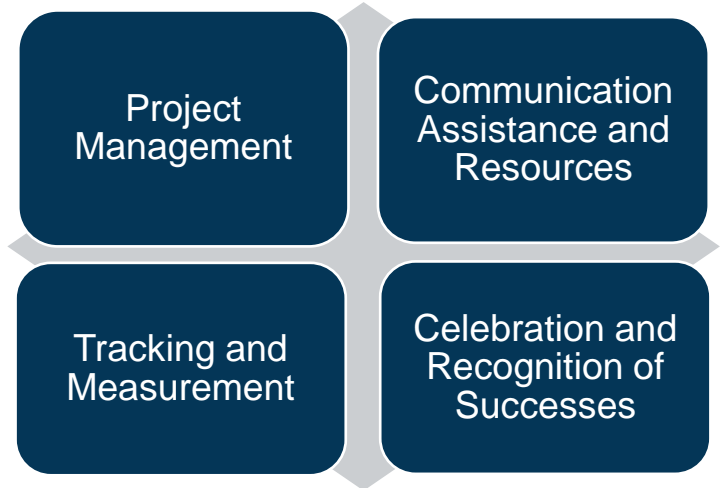 Project
Management
Communication
Assistance and
Resources
Tracking and
Measurement
Celebration and
Recognition of
Successes